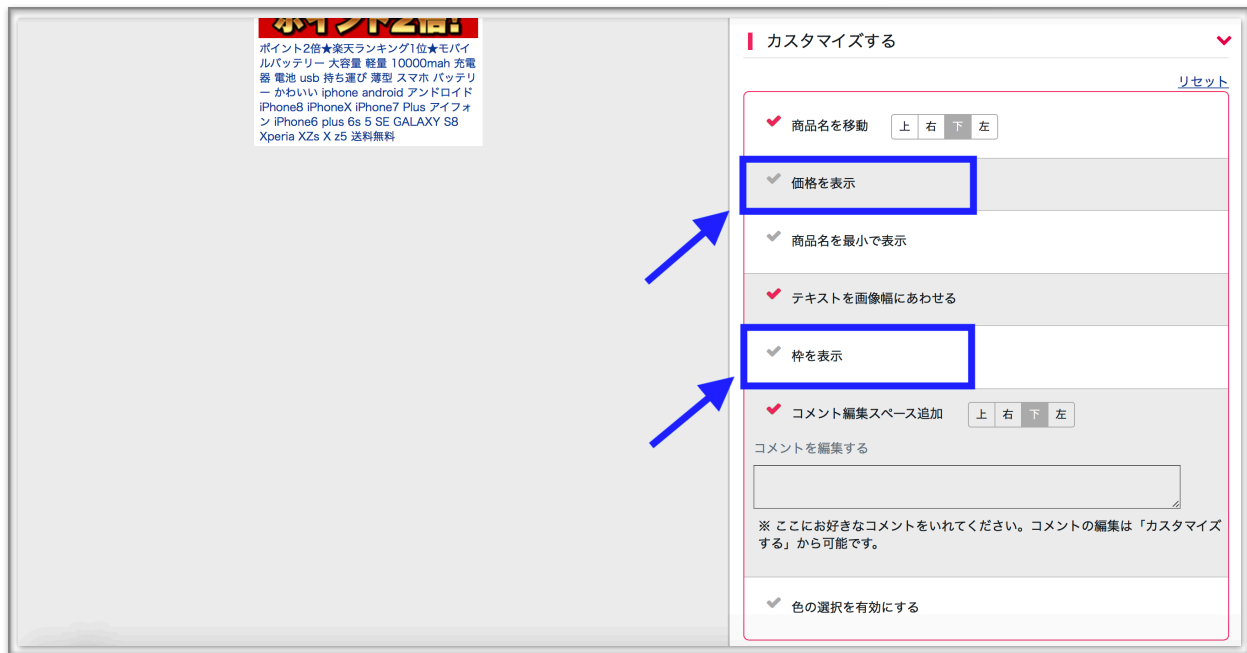 ポイント2倍!
ポイント2倍★楽天ランキング1位★モバイ
ルバッテリー 大容量 軽量 10000mah 充電
器 電池 usb 持ち運び 薄型 スマホ バッテリ
ー かわいい iphone android アンドロイド
iPhone8 iPhoneX iPhone7 Plus アイフォ
ン iPhone6 plus 6s 5 SE GALAXY S8
Xperia XZs X z5 送料無料
カスタマイズする
リセット
商品名を移動 上 右 下 左
価格を表示
商品名を最小で表示
テキストを画像幅にあわせる
枠を表示
コメント編集スペース追加 上 右 下 左
コメントを編集する
※ ここにお好きなコメントをいれてください。コメントの編集は「カスタマイズ
する」から可能です。
色の選択を有効にする